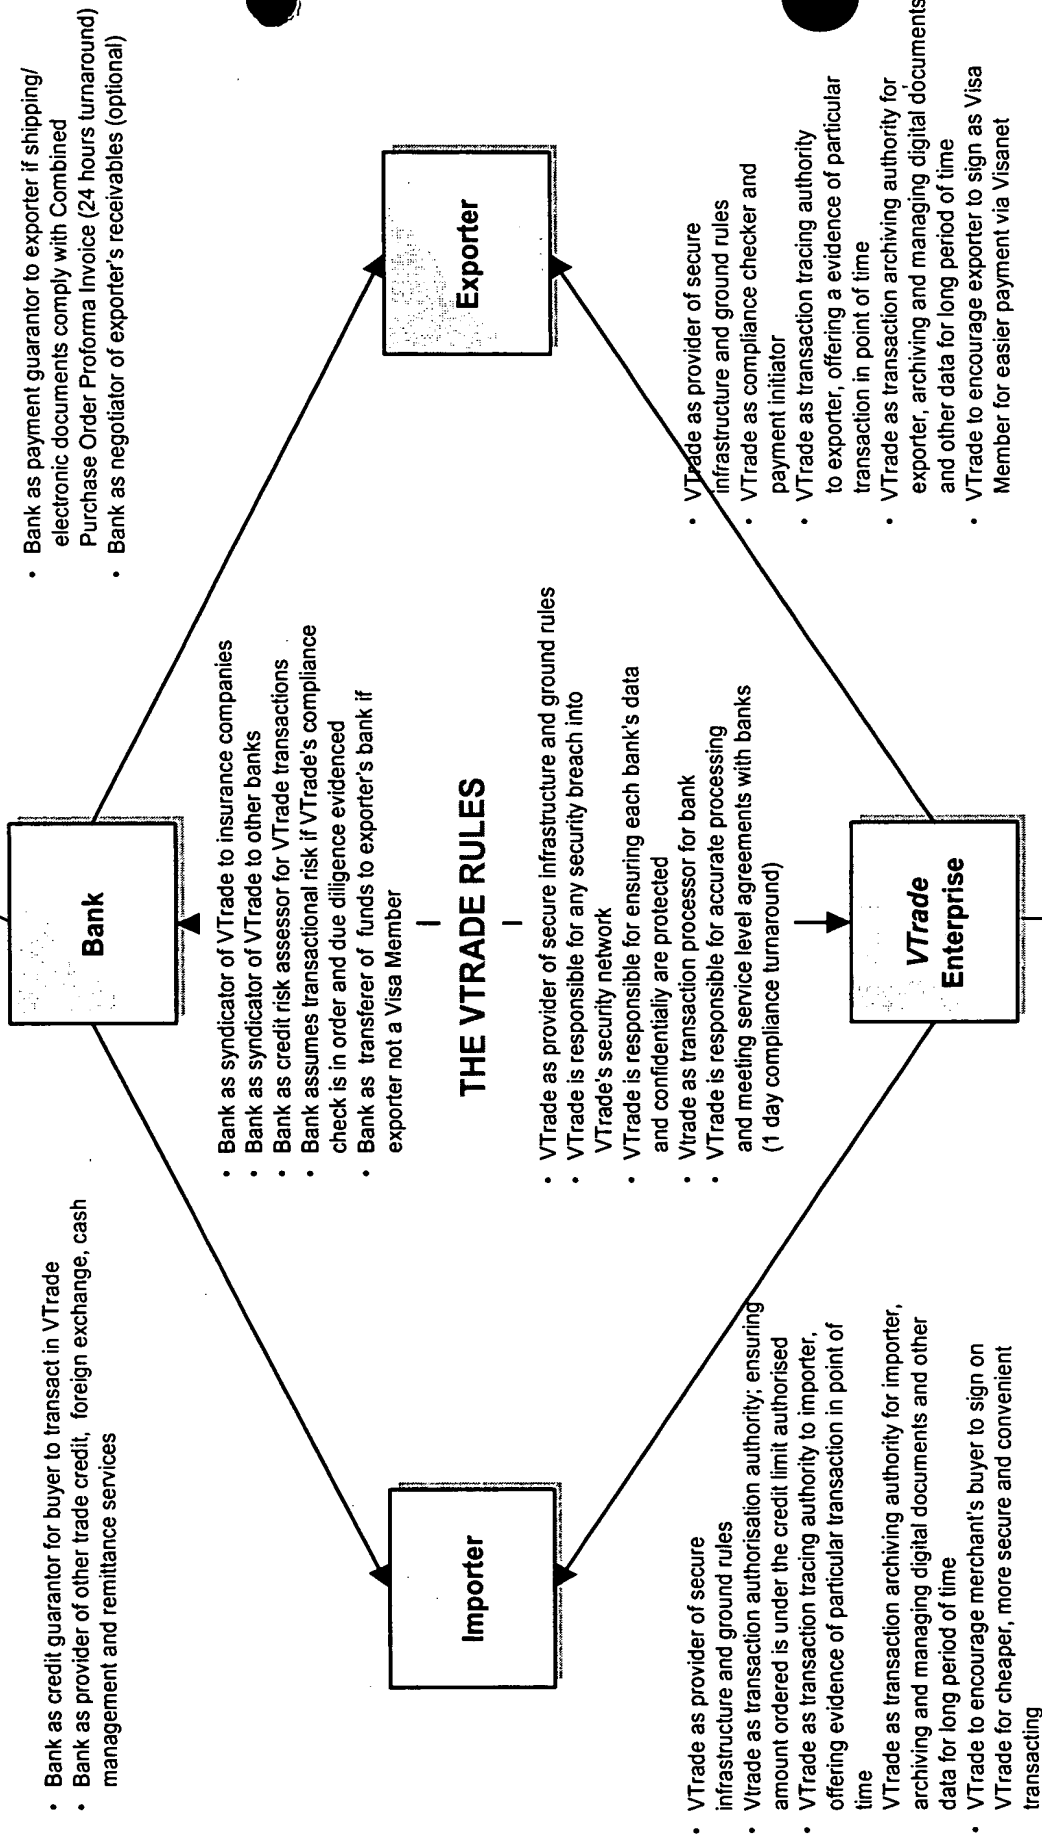 • Bank as credit guarantor for buyer to transact in VTrade
• Bank as provider of other trade credit, foreign exchange, cash
management and remittance services
Bank
• Bank as payment guarantor to exporter if shipping/
electronic documents comply with Combined
Purchase Order Proforma Invoice (24 hours turnaround)
• Bank as negotiator of exporter's receivables (optional)
• Bank as syndicator of VTrade to insurance companies
• Bank as syndicator of VTrade to other banks
• Bank as credit risk assessor for VTrade transactions
• Bank assumes transactional risk if VTrade's compliance
check is in order and due diligence evidenced
• Bank as transferer of funds to exporter's bank if
exporter not a Visa Member
Importer
THE VTRADE RULES
Exporter
• VTrade as provider of secure infrastructure and ground rules
• VTrade is responsible for any security breach into
VTrade's security network
• VTrade is responsible for ensuring each bank's data
and confidentialiy are protected
• Vtrade as transaction processor for bank
• VTrade is responsible for accurate processing
and meeting service level agreements with banks
(1 day compliance turnaround)
• VTrade as provider of secure
infrastructure and ground rules
• Vtrade as transaction authorisation authority; ensuring
amount ordered is under the credit limit authorised
• VTrade as transaction tracing authority to importer,
offering evidence of particular transaction in point of
time
VTrade as transaction archiving authority for importer,
archiving and managing digital documents and other
data for long period of time
• VTrade to encourage merchant's buyer to sign on
VTrade for cheaper, more secure and convenient
transacting
VTrade
Enterprise
• VTrade as provider of secure
infrastructure and ground rules
• VTrade as compliance checker and
payment initiator
• VTrade as transaction tracing authority
to exporter, offering a evidence of particular
transaction in point of time
• VTrade as transaction archiving authority for
exporter, archiving and managing digital documents
and other data for long period of time
• VTrade to encourage exporter to sign as Visa
Member for easier payment via Visanet